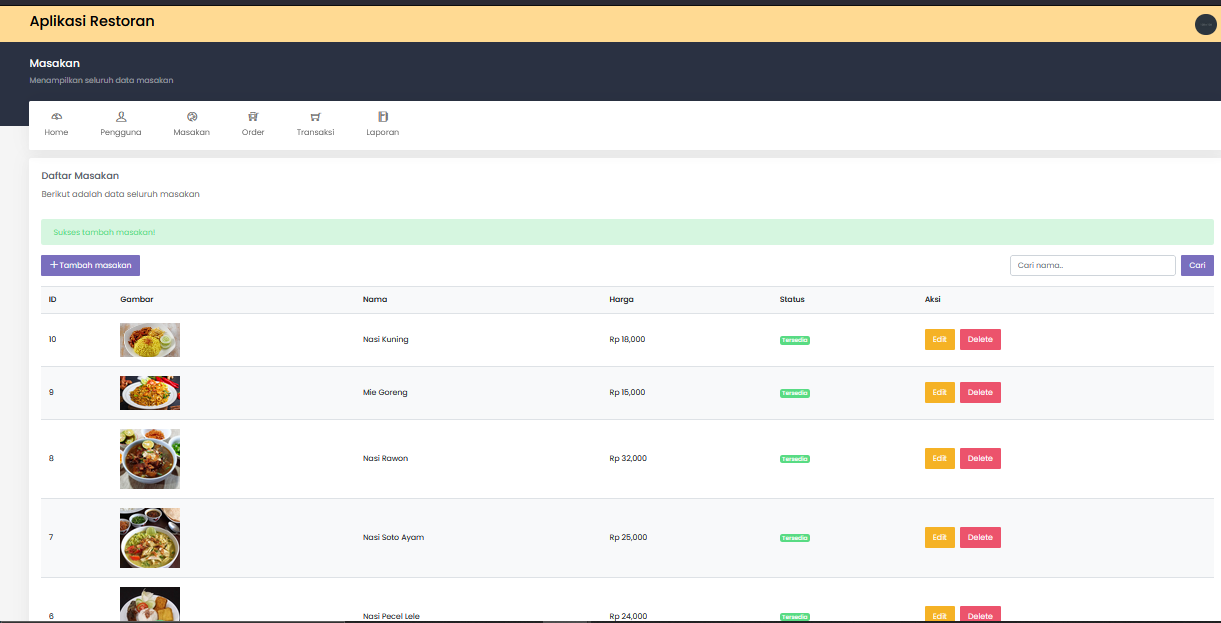 Aplikasi Restoran
Masakan
Menampilkan seluruh data masakan
Home Pengguna Masakan Order Transaksi Laporan
Daftar Masakan
Berikut adalah data seluruh masakan
Sukses tambah masakan!
+Tambah masakan Cari nama.. Cari
ID Gambar Nama Harga Status Aksi
10 Nasi Kuning Rp 18,000 Tersedia Edit Delete
9 Mie Goreng Rp 15,000 Tersedia Edit Delete
8 Nasi Rawon Rp 32,000 Tersedia Edit Delete
7 Nasi Soto Ayam Rp 25,000 Tersedia Edit Delete
6 Nasi Pecel Lele Rp 24,000 Tersedia Edit Delete